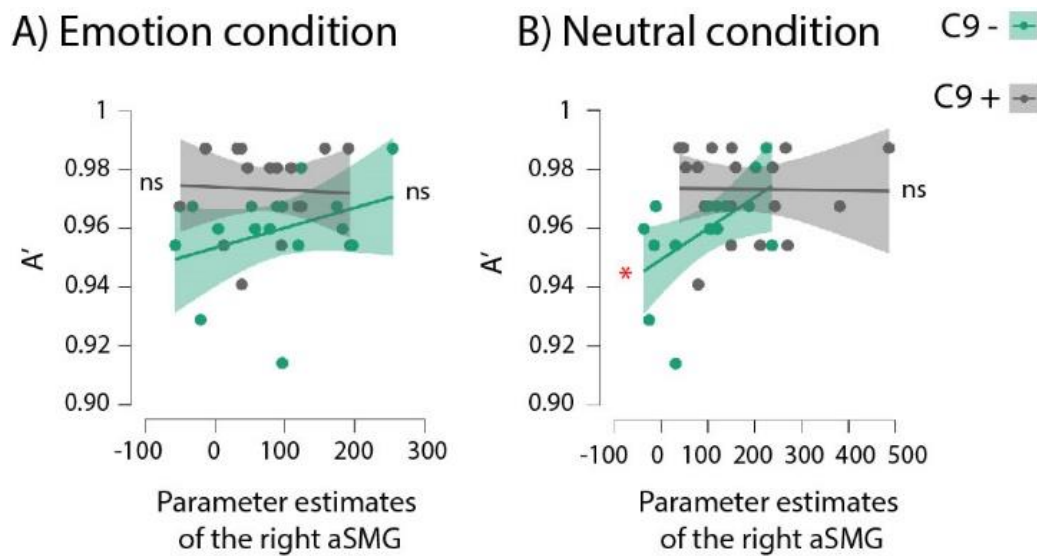 A) Emotion condition
B) Neutral condition
C9 -
C9 +
1
0.98
0.96
0.94
0.92
0.90
A'
ns
ns
-100 0 100 200 300
Parameter estimates
of the right aSMG
1
0.98
0.96
0.94
0.92
0.90
A'
*
ns
-100 0 100 200 300 400 500
Parameter estimates
of the right aSMG